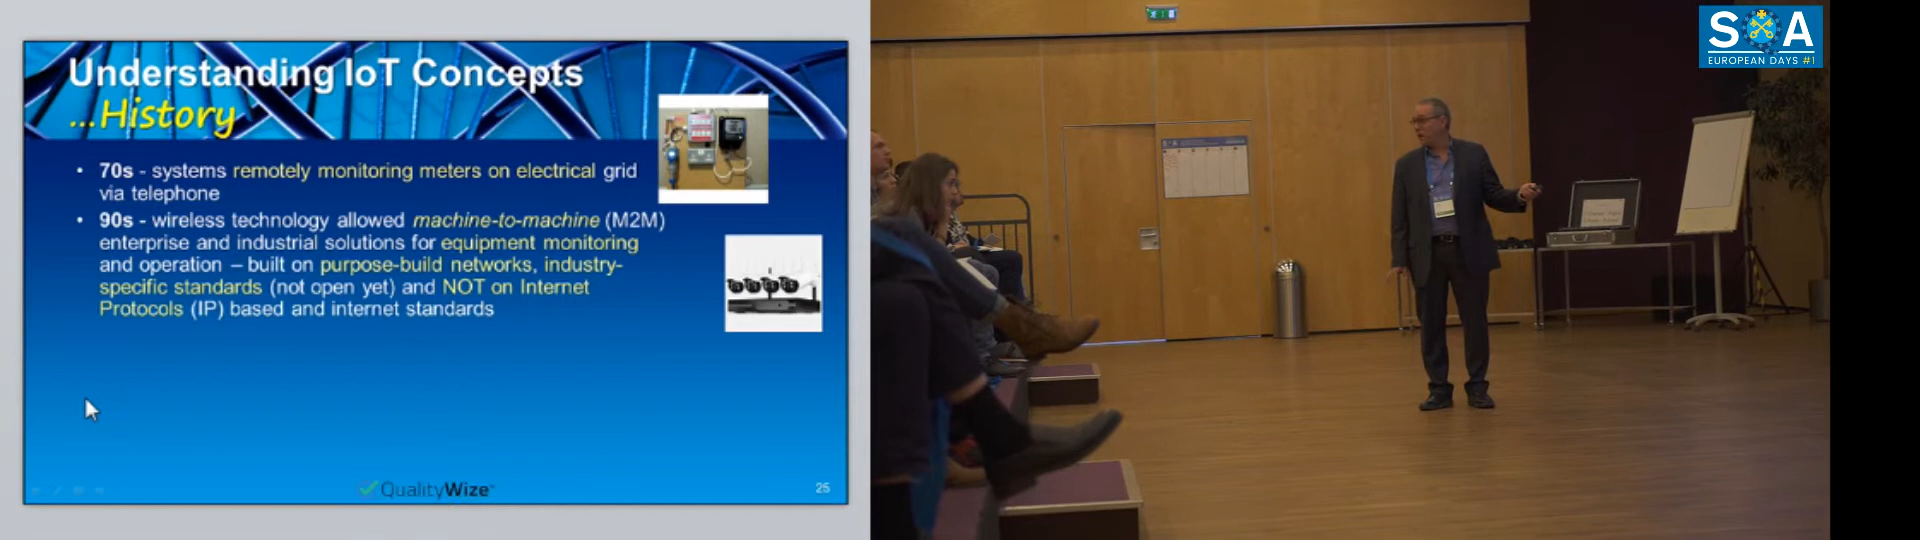 Understanding IoT Concepts
...History
• 70s - systems remotely monitoring meters on electrical grid
via telephone
• 90s - wireless technology allowed machine-to-machine (M2M)
enterprise and industrial solutions for equipment monitoring
and operation – built on purpose-build networks, industry-
specific standards (not open yet) and NOT on Internet
Protocols (IP) based and internet standards
QualityWize
25
S A
EUROPEAN DAYS #1